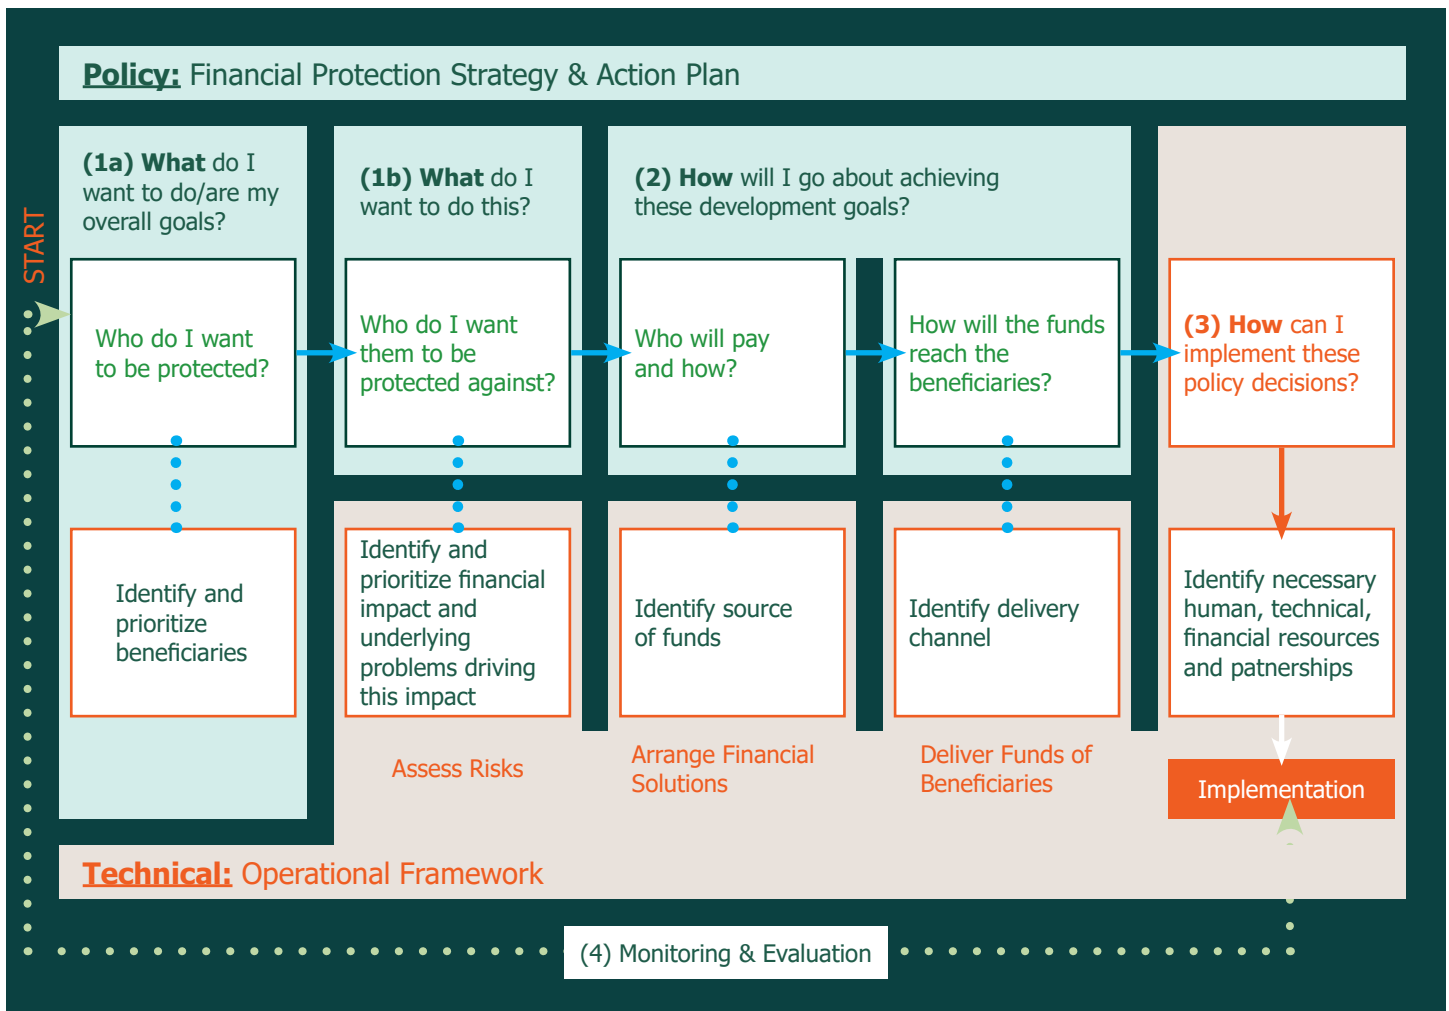 Policy: Financial Protection Strategy & Action Plan
START
(1a) What do I
want to do/are my
overall goals?
(1b) What do I
want to do this?
(2) How will I go about achieving
these development goals?
Who do I want
to be protected?
Who do I want
them to be
protected against?
Who will pay
and how?
How will the funds
reach the
beneficiaries?
(3) How can I
implement these
policy decisions?
Identify and
prioritize
beneficiaries
Identify and
prioritize financial
impact and
underlying
problems driving
this impact
Identify source
of funds
Identify delivery
channel
Identify necessary
human, technical,
financial resources
and patnerships
Assess Risks
Arrange Financial
Solutions
Deliver Funds of
Beneficiaries
Implementation
Technical: Operational Framework
(4) Monitoring & Evaluation